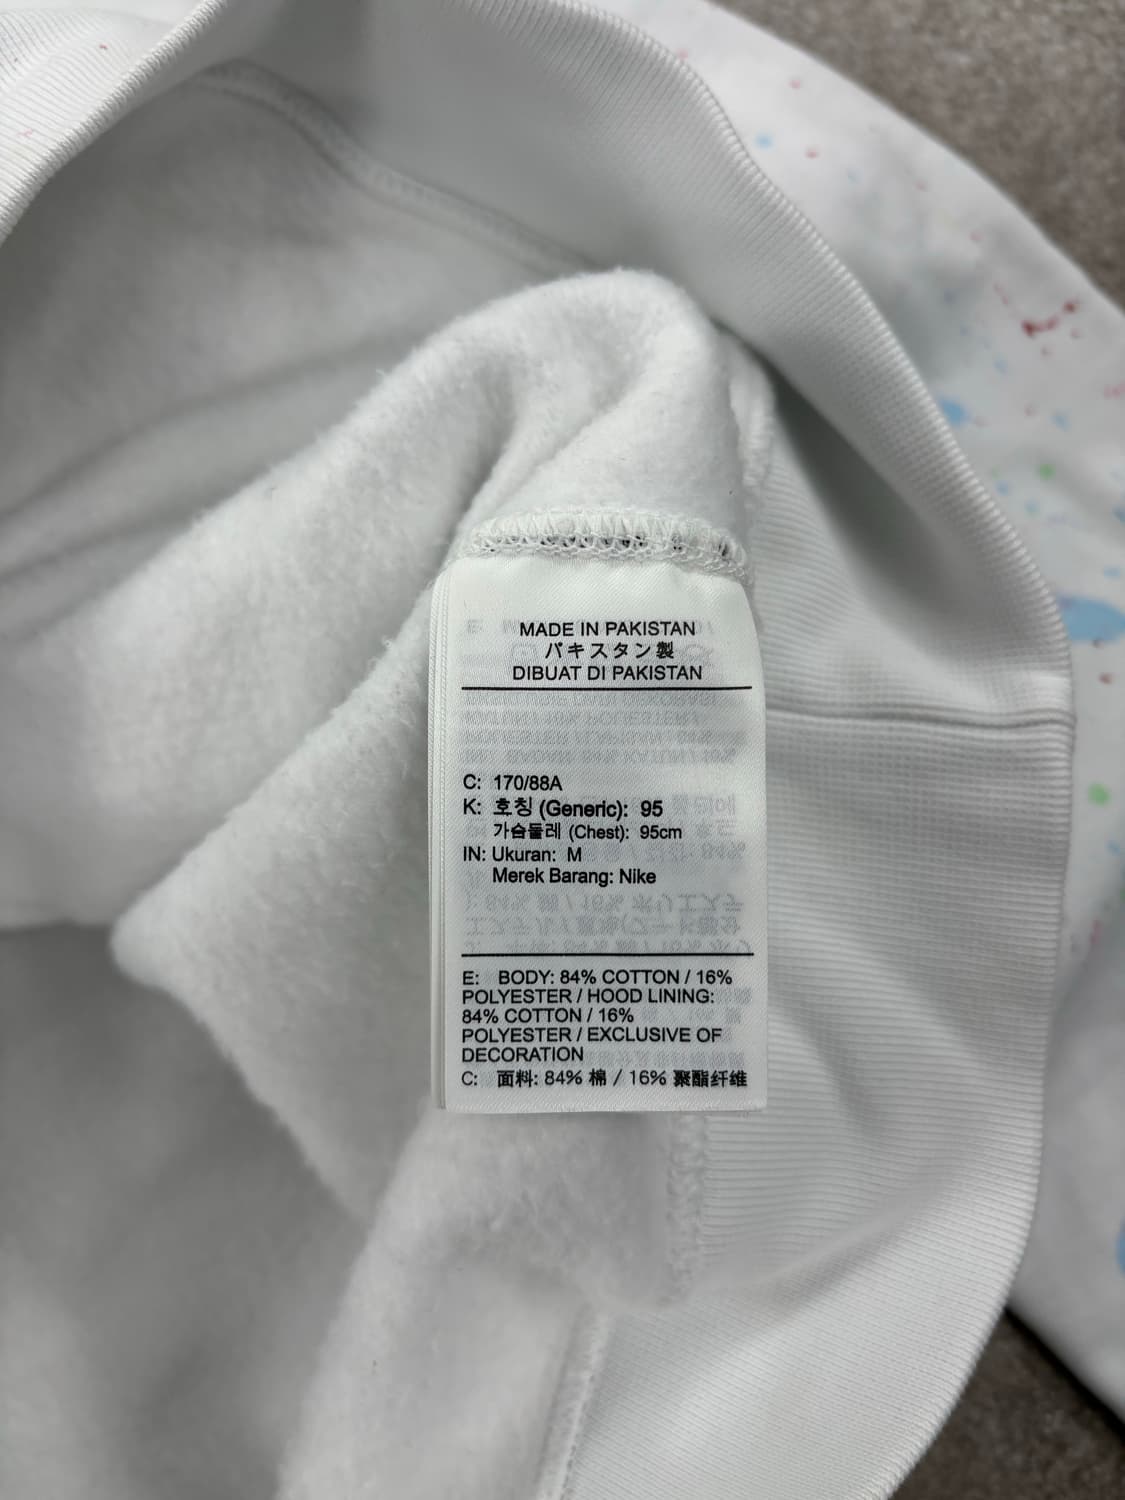 MADE IN PAKISTAN
パキスタン製
DIBUAT DI PAKISTAN
C: 170/88A
K: 호칭 (Generic): 95
가슴둘레 (Chest): 95cm
IN: Ukuran: M
Merek Barang: Nike
E: BODY: 84% COTTON / 16%
POLYESTER / HOOD LINING:
84% COTTON / 16%
POLYESTER / EXCLUSIVE OF
DECORATION
C: 面料: 84% 棉 / 16% 聚酯纤维